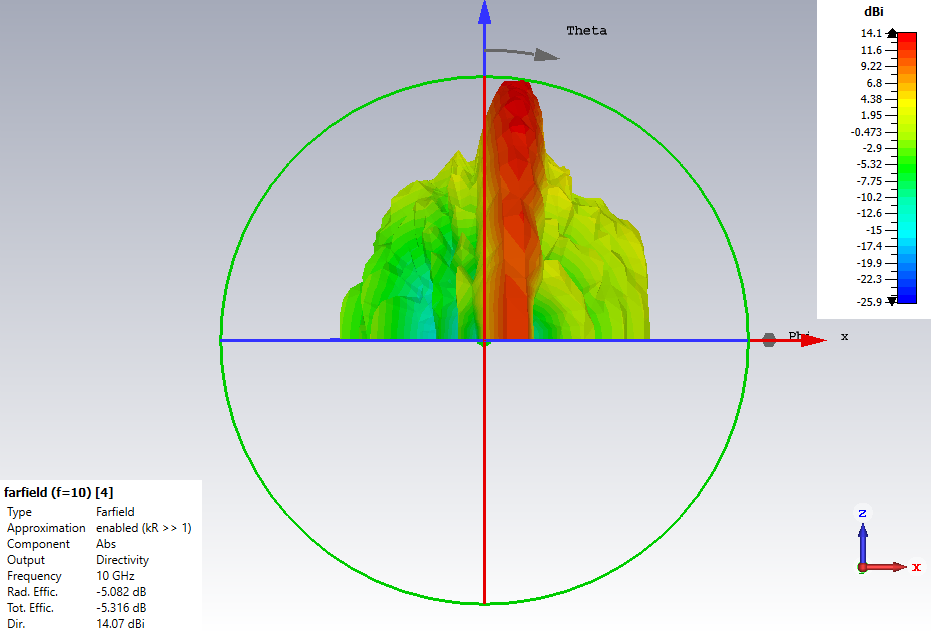 dBi
14.1
11.6
9.22
6.8
4.38
1.95
-0.473
-2.9
-5.32
-7.75
-10.2
-12.6
-15
-17.4
-19.9
-22.3
-25.9
Theta
Phi
x
farfield (f=10) [4]
Type Farfield
Approximation enabled (kR >> 1)
Component Abs
Output Directivity
Frequency 10 GHz
Rad. Effic. -5.082 dB
Tot. Effic. -5.316 dB
Dir. 14.07 dBi
z
x